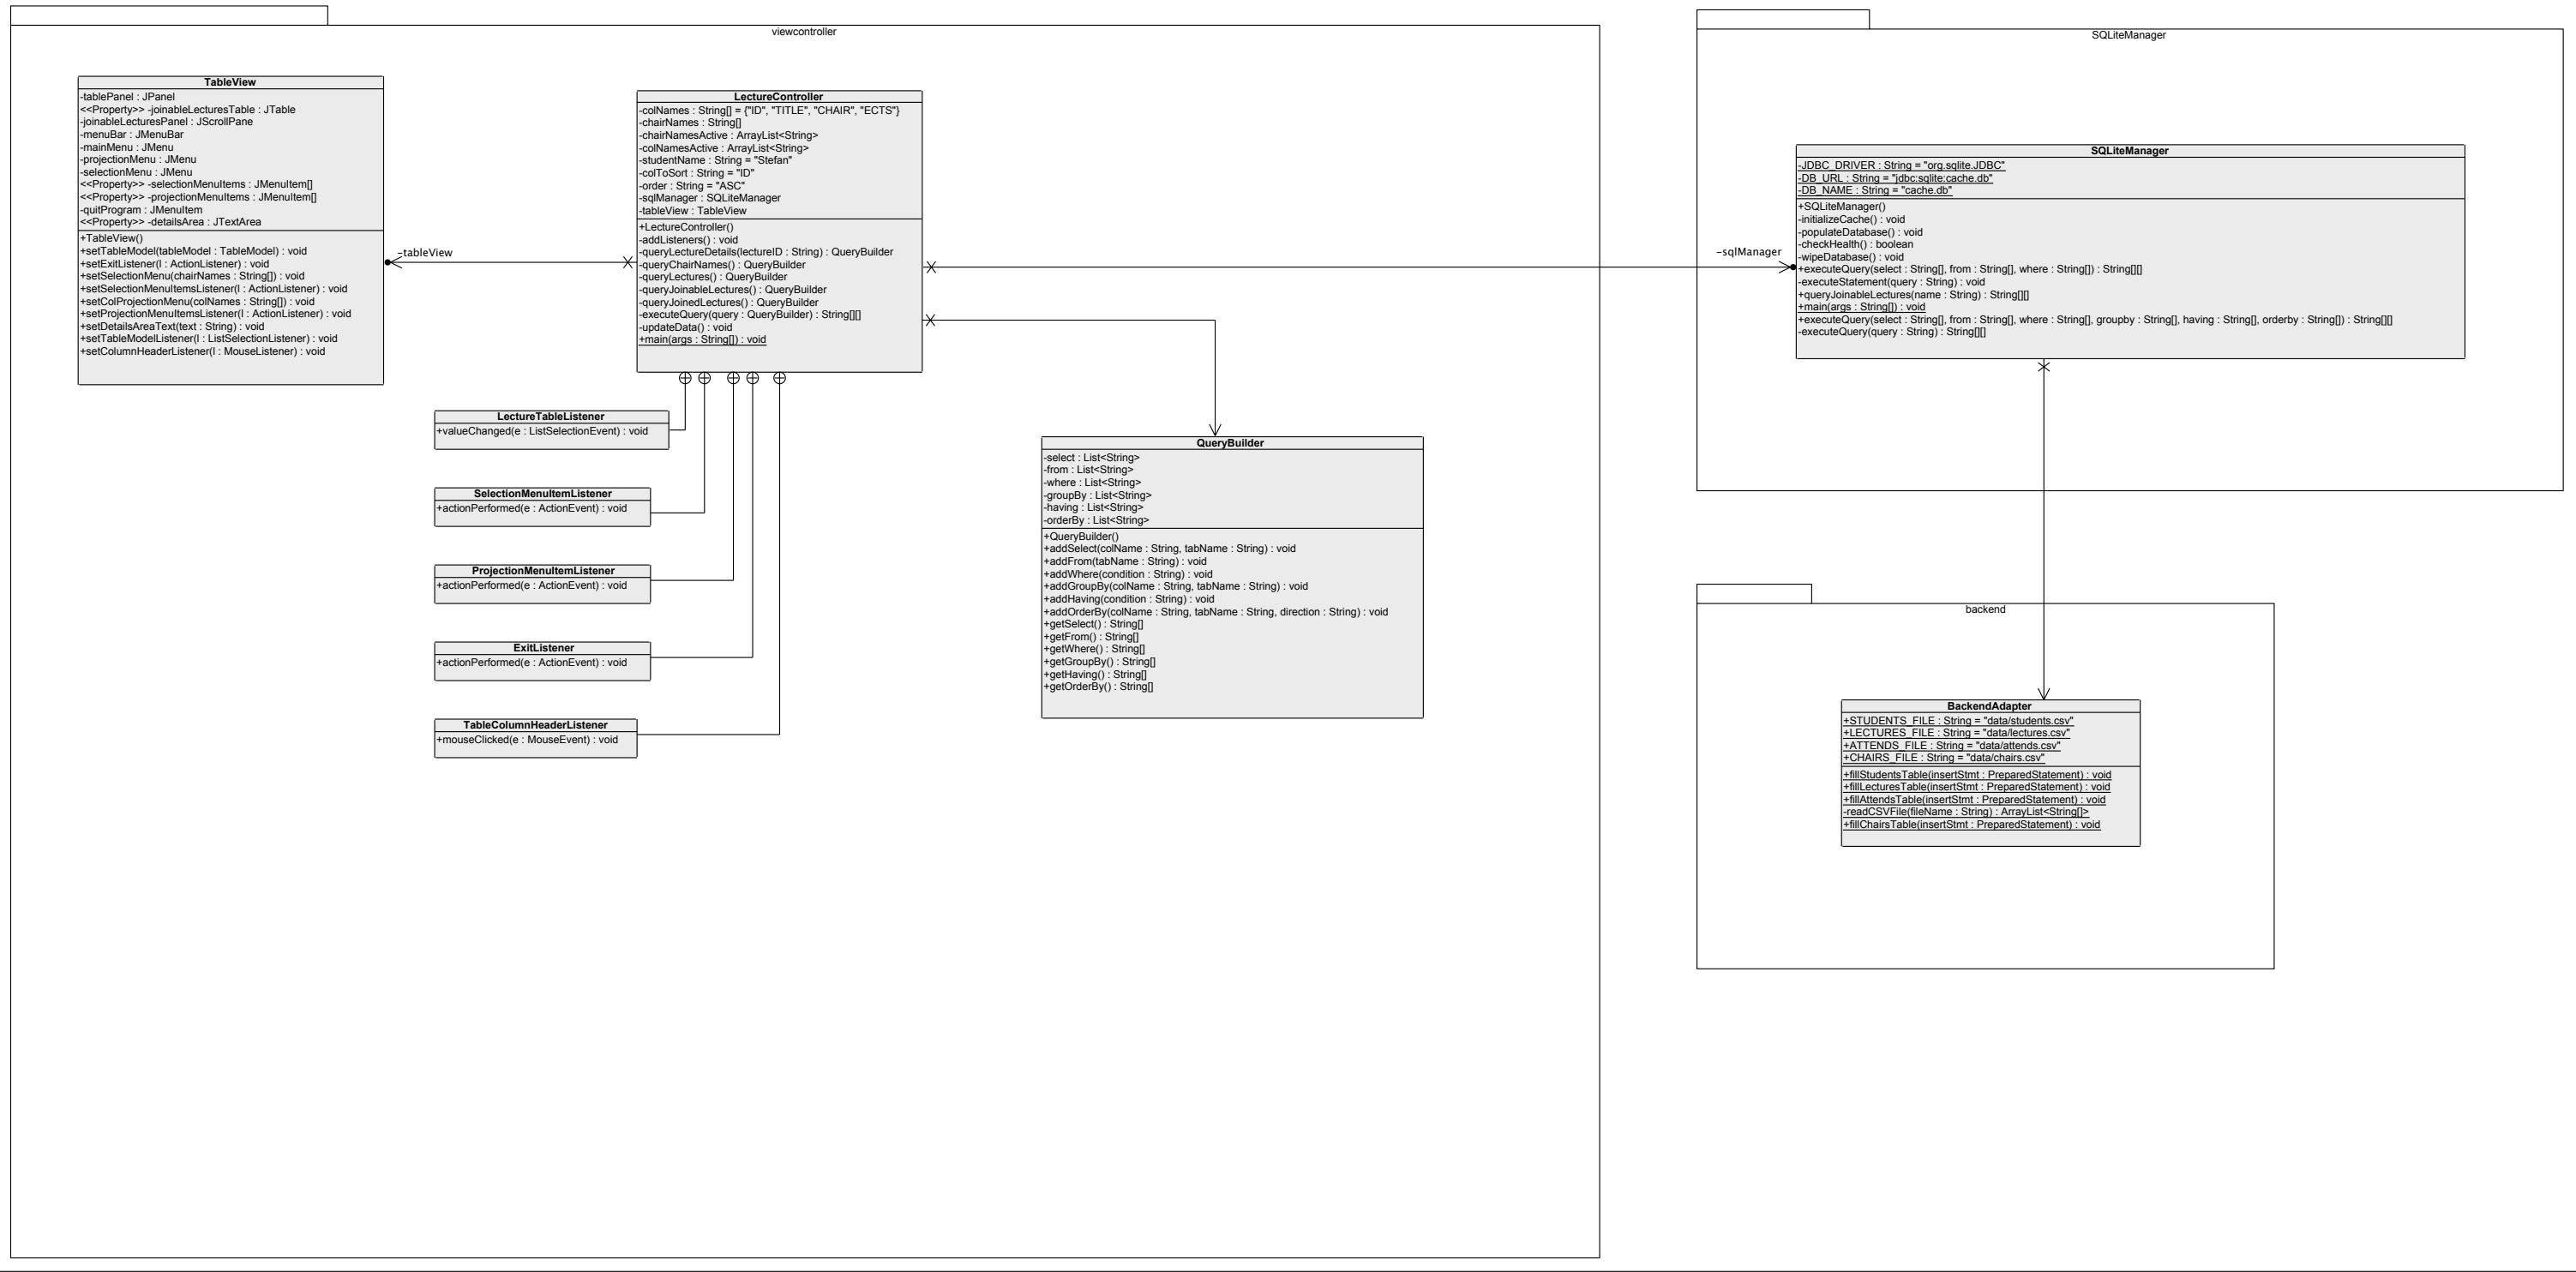 viewcontroller
TableView
-tablePanel : JPanel
<<Property>> -joinableLecturesTable : JTable
-joinableLecturesPanel : JScrollPane
-menuBar : JMenuBar
-mainMenu : JMenu
-projectionMenu : JMenu
-selectionMenu : JMenu
<<Property>> -selectionMenuItems : JMenuItem[]
<<Property>> -projectionMenuItems : JMenuItem[]
-quitProgram : JMenuItem
<<Property>> -detailsArea : JTextArea
+TableView()
+setTableModel(tableModel : TableModel) : void
+setExitListener(l : ActionListener) : void
+setSelectionMenu(chairNames : String[]) : void
+setSelectionMenuItemsListener(l : ActionListener) : void
+setColProjectionMenu(colNames : String[]) : void
+setProjectionMenuItemsListener(l : ActionListener) : void
+setDetailsAreaText(text : String) : void
+setTableModelListener(l : ListSelectionListener) : void
+setColumnHeaderListener(l : MouseListener) : void
-tableView
LectureController
-colNames : String[] = {"ID", "TITLE", "CHAIR", "ECTS"}
-chairNames : String[]
-chairNamesActive : ArrayList<String>
-colNamesActive : ArrayList<String>
-studentName : String = "Stefan"
-colToSort : String = "ID"
-order : String = "ASC"
-sqlManager : SQLiteManager
-tableView : TableView
+LectureController()
-addListeners() : void
-queryLectureDetails(lectureID : String) : QueryBuilder
-queryChairNames() : QueryBuilder
-queryLectures() : QueryBuilder
-queryJoinableLectures() : QueryBuilder
-queryJoinedLectures() : QueryBuilder
-executeQuery(query : QueryBuilder) : String[][]
-updateData() : void
+main(args : String[]) : void
LectureTableListener
+valueChanged(e : ListSelectionEvent) : void
SelectionMenuItemListener
+actionPerformed(e : ActionEvent) : void
ProjectionMenuItemListener
+actionPerformed(e : ActionEvent) : void
ExitListener
+actionPerformed(e : ActionEvent) : void
TableColumnHeaderListener
+mouseClicked(e : MouseEvent) : void
QueryBuilder
-select : List<String>
-from : List<String>
-where : List<String>
-groupBy : List<String>
-having : List<String>
-orderBy : List<String>
+QueryBuilder()
+addSelect(colName : String, tabName : String) : void
+addFrom(tabName : String) : void
+addWhere(condition : String) : void
+addGroupBy(colName : String, tabName : String) : void
+addHaving(condition : String) : void
+addOrderBy(colName : String, tabName : String, direction : String) : void
+getSelect() : String[]
+getFrom() : String[]
+getWhere() : String[]
+getGroupBy() : String[]
+getHaving() : String[]
+getOrderBy() : String[]
SQLiteManager
-sqlManager
SQLiteManager
-JDBC_DRIVER : String = "org.sqlite.JDBC"
-DB_URL : String = "jdbc:sqlite:cache.db"
-DB_NAME : String = "cache.db"
+SQLiteManager()
-initializeCache() : void
-populateDatabase() : void
-checkHealth() : boolean
-wipeDatabase() : void
+executeQuery(select : String[], from : String[], where : String[]) : String[][]
-executeStatement(query : String) : void
+queryJoinableLectures(name : String) : String[][]
+main(args : String[]) : void
+executeQuery(select : String[], from : String[], where : String[], groupby : String[], having : String[], orderby : String[]) : String[][]
-executeQuery(query : String) : String[][]
backend
BackendAdapter
+STUDENTS_FILE : String = "data/students.csv"
+LECTURES_FILE : String = "data/lectures.csv"
+ATTENDS_FILE : String = "data/attends.csv"
+CHAIRS_FILE : String = "data/chairs.csv"
+fillStudentsTable(insertStmt : PreparedStatement) : void
+fillLecturesTable(insertStmt : PreparedStatement) : void
+fillAttendsTable(insertStmt : PreparedStatement) : void
-readCSVFile(fileName : String) : ArrayList<String[]>
+fillChairsTable(insertStmt : PreparedStatement) : void